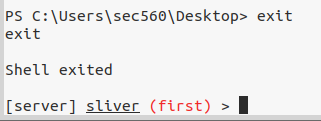 PS C:\Users\sec560\Desktop> exit
exit
Shell exited
[server] sliver (first) >